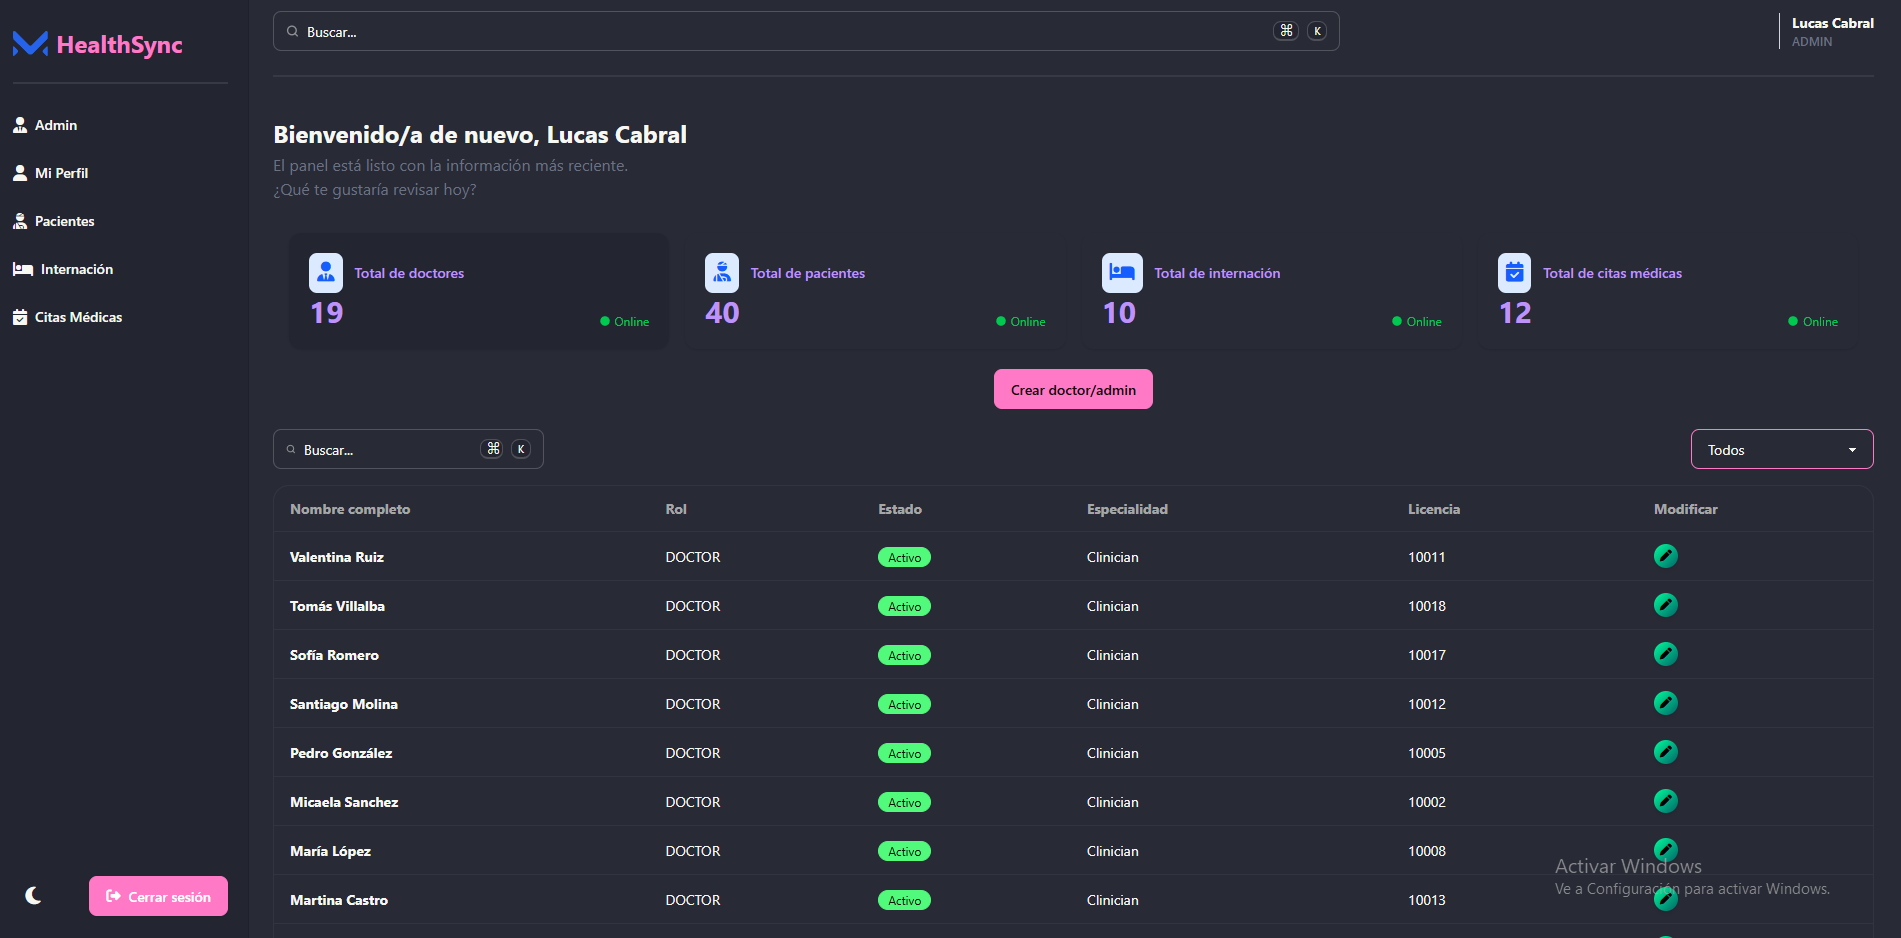 HealthSync
Admin
Mi Perfil
Pacientes
Internación
Citas Médicas
Cerrar sesión
Buscar... ⌘ K
Lucas Cabral
ADMIN
Bienvenido/a de nuevo, Lucas Cabral
El panel está listo con la información más reciente.
¿Qué te gustaría revisar hoy?
Total de doctores
19
Online
Total de pacientes
40
Online
Total de internación
10
Online
Total de citas médicas
12
Online
Crear doctor/admin
Buscar... ⌘ K
Todos
Nombre completo Rol Estado Especialidad Licencia Modificar
Valentina Ruiz DOCTOR Activo Clinician 10011
Tomás Villalba DOCTOR Activo Clinician 10018
Sofía Romero DOCTOR Activo Clinician 10017
Santiago Molina DOCTOR Activo Clinician 10012
Pedro González DOCTOR Activo Clinician 10005
Micaela Sanchez DOCTOR Activo Clinician 10002
María López DOCTOR Activo Clinician 10008
Martina Castro DOCTOR Activo Clinician 10013
Activar Windows
Ve a Configuración para activar Windows.